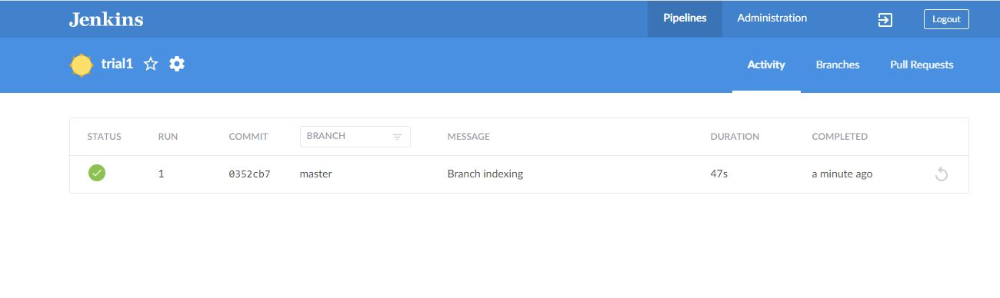 Jenkins Pipelines Administration Logout
trial1 Activity Branches Pull Requests
STATUS RUN COMMIT BRANCH MESSAGE DURATION COMPLETED
1 0352cb7 master Branch indexing 47s a minute ago